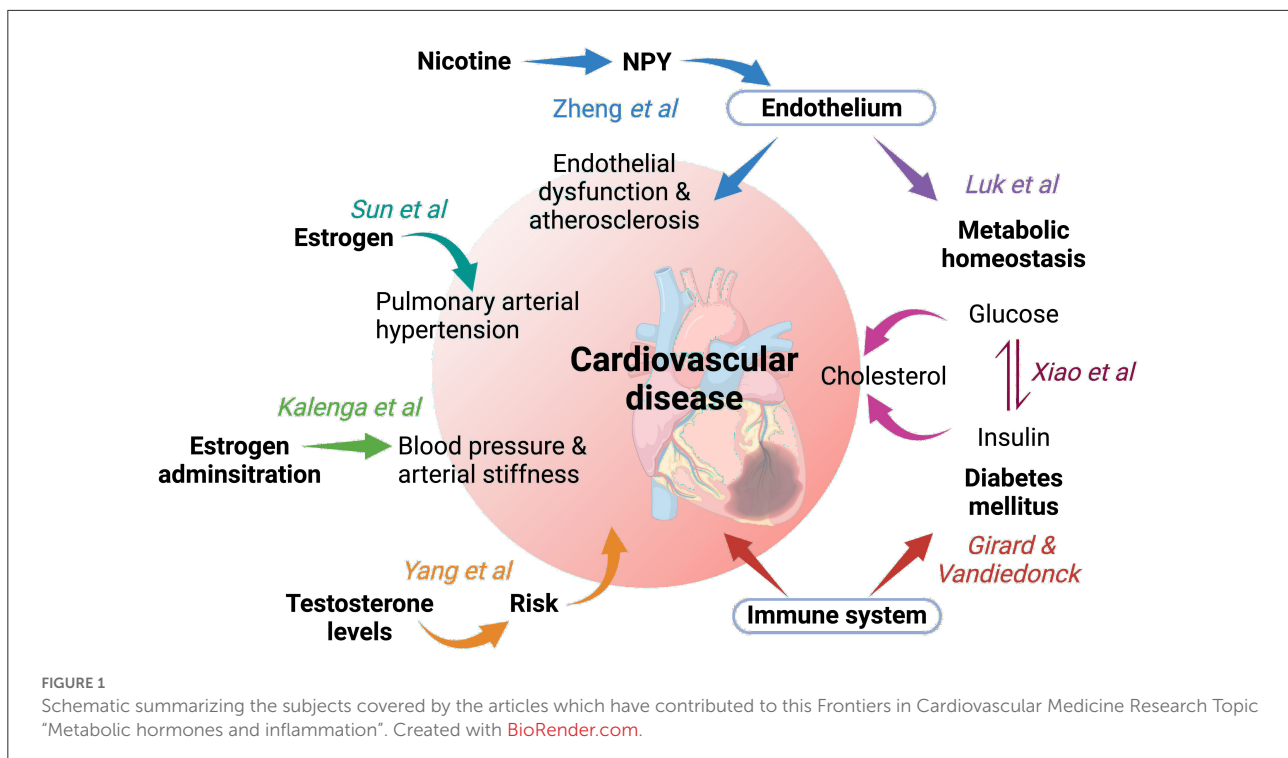 Nicotine
NPY
Zheng et al
Endothelium
Endothelial
dysfunction &
atherosclerosis
Luk et al
Metabolic
homeostasis
Sun et al
Estrogen
Pulmonary arterial
hypertension
Glucose
Cardiovascular
disease
Cholesterol
Xiao et al
Insulin
Kalenga et al
Estrogen
adminsitration
Blood pressure &
arterial stiffness
Diabetes
mellitus
Girard &
Vandiedonck
Yang et al
Testosterone
levels
Risk
Immune system
FIGURE 1
Schematic summarizing the subjects covered by the articles which have contributed to this Frontiers in Cardiovascular Medicine Research Topic
“Metabolic hormones and inflammation”. Created with BioRender.com.